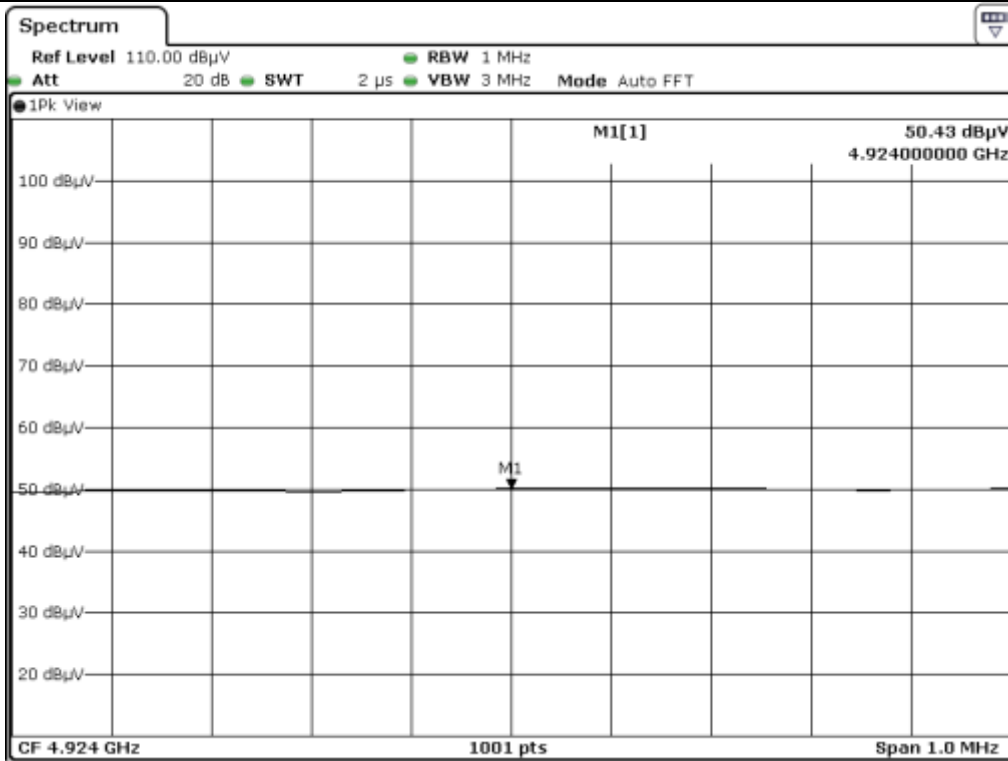 Spectrum
Ref Level 110.00 dBµV RBW 1 MHz
Att 20 dB SWT 2 µs VBW 3 MHz Mode Auto FFT
1Pk View
M1[1] 50.43 dBµV
4.924000000 GHz
100 dBµV
90 dBµV
80 dBµV
70 dBµV
60 dBµV
M1
50 dBµV
40 dBµV
30 dBµV
20 dBµV
CF 4.924 GHz 1001 pts Span 1.0 MHz